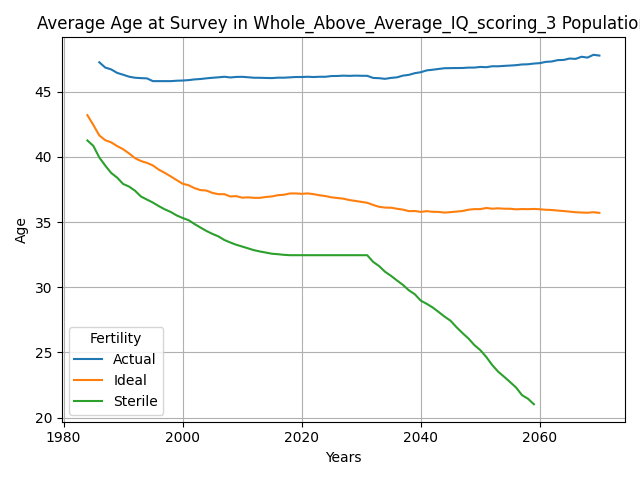 Average Age at Survey in Whole_Above_Average_IQ_scoring_3 Population
Age
45
40
35
30
25
20
Fertility
Actual
Ideal
Sterile
1980
2000
2020
2040
2060
Years